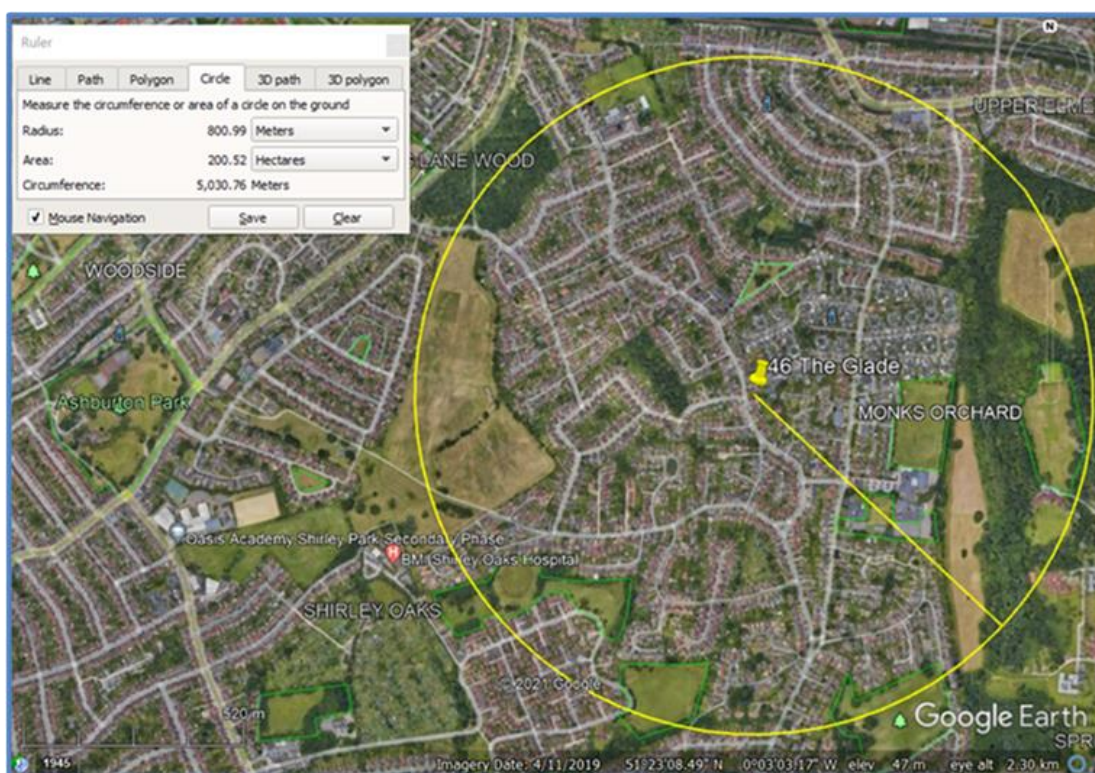 Ruler
Line Path Polygon Circle 3D path 3D polygon
Measure the circumference or area of a circle on the ground
Radius: 800.99 Meters
Area: 200.52 Hectares
Circumference: 5,030.76 Meters
Mouse Navigation Save Clear
N
UPPER ELME
LANE WOOD
WOODSIDE
46 The Glade
Ashburton Park
MONKS ORCHARD
Oasis Academy Shirley Park Secondary Phase
BMI Shirley Oaks Hospital
SHIRLEY OAKS
© 2021 Google
520 m
Google Earth
SPR
1945
Imagery Date: 4/11/2019 51°23'08.49" N 0°03'03.17" W elev 47 m eye alt 2.30 km